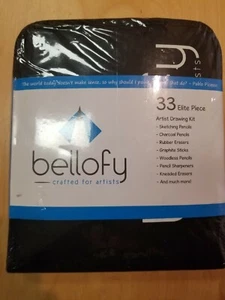 "The world today doesn't make sense, so why should I paint pictures that do?" - Pablo Picasso
33 Elite Piece
Artist Drawing Kit
- Sketching Pencils
- Charcoal Pencils
- Rubber Erasers
- Graphite Sticks
- Woodless Pencils
- Pencil Sharpeners
- Kneaded Erasers
- And much more!
bellofy
crafted for artists